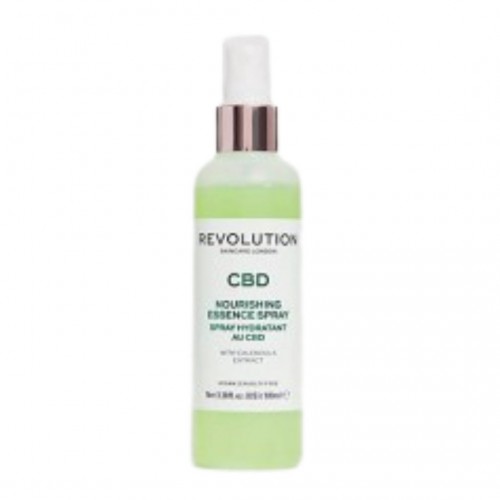 REVOLUTION
SKINCARE LONDON
CBD
NOURISHING
ESSENCE SPRAY
SPRAY HYDRATANT
AU CBD
WITH CALENDULA
EXTRACT